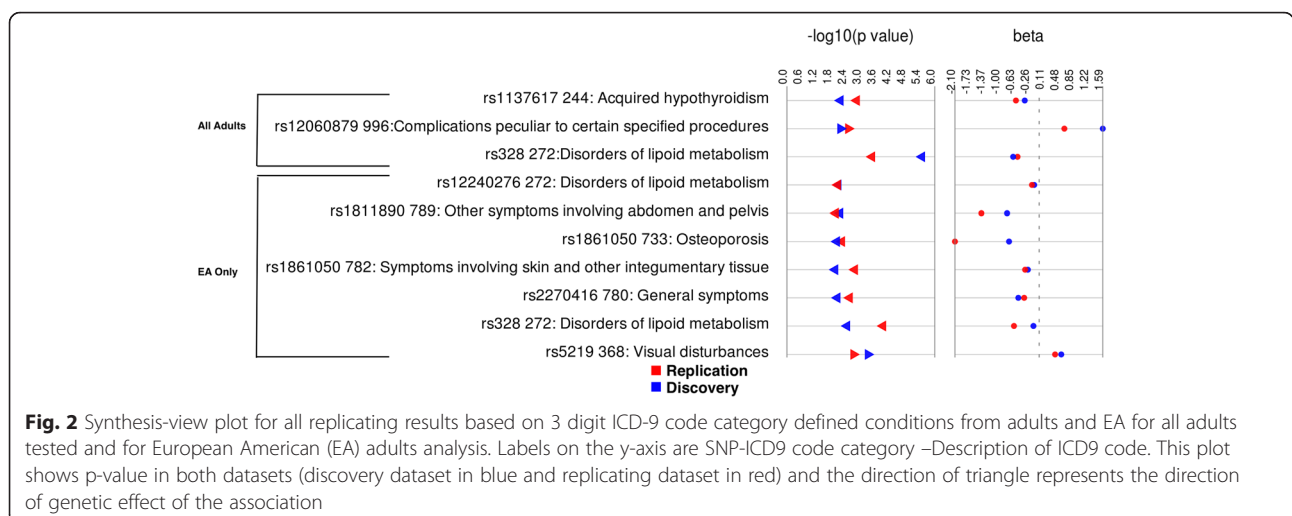 -log10(p value) beta
0.0 0.6 1.2 1.8 2.4 3.0 3.6 4.2 4.8 5.4 6.0 -2.10 -1.73 -1.37 -1.00 -0.63 -0.26 0.11 0.48 0.85 1.22 1.59
All Adults
rs1137617 244: Acquired hypothyroidism
rs12060879 996:Complications peculiar to certain specified procedures
rs328 272:Disorders of lipoid metabolism
EA Only
rs12240276 272: Disorders of lipoid metabolism
rs1811890 789: Other symptoms involving abdomen and pelvis
rs1861050 733: Osteoporosis
rs1861050 782: Symptoms involving skin and other integumentary tissue
rs2270416 780: General symptoms
rs328 272: Disorders of lipoid metabolism
rs5219 368: Visual disturbances
Replication
Discovery
Fig. 2 Synthesis-view plot for all replicating results based on 3 digit ICD-9 code category defined conditions from adults and EA for all adults
tested and for European American (EA) adults analysis. Labels on the y-axis are SNP-ICD9 code category –Description of ICD9 code. This plot
shows p-value in both datasets (discovery dataset in blue and replicating dataset in red) and the direction of triangle represents the direction
of genetic effect of the association